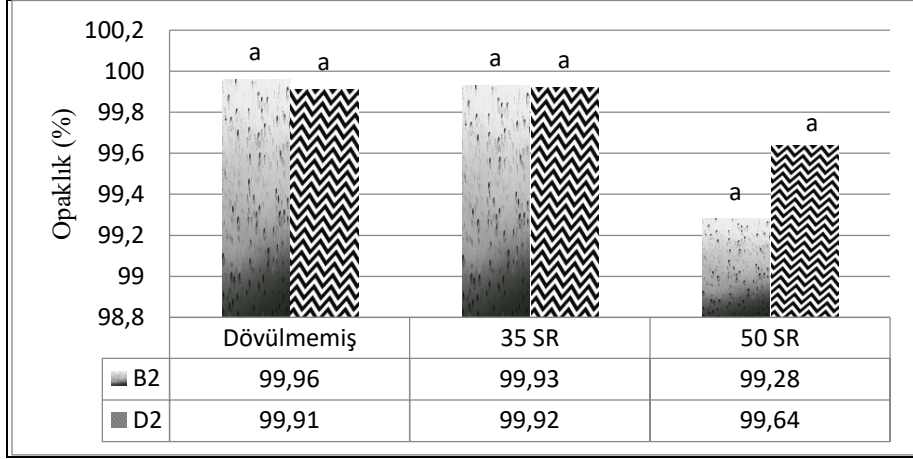 100,2
100
99,8
99,6
99,4
99,2
99
98,8
Opaklık (%)
a a a a a a
Dövülmemiş 35 SR 50 SR
B2 99,96 99,93 99,28
D2 99,91 99,92 99,64